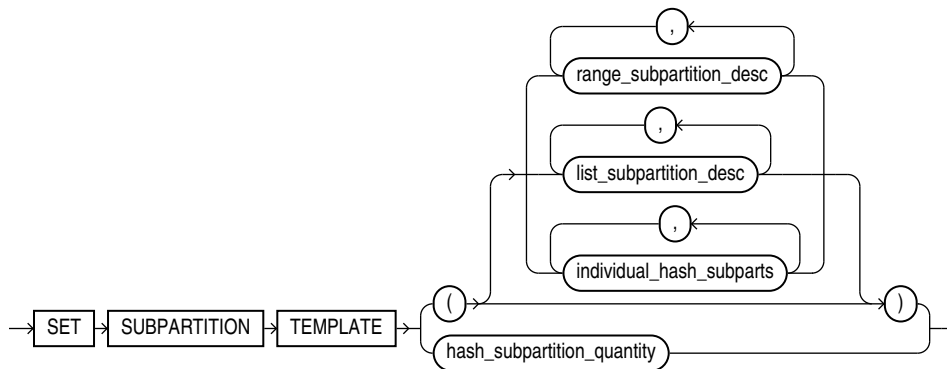 ,
range_subpartition_desc
,
list_subpartition_desc
,
individual_hash_subparts
SET SUBPARTITION TEMPLATE ( )
hash_subpartition_quantity